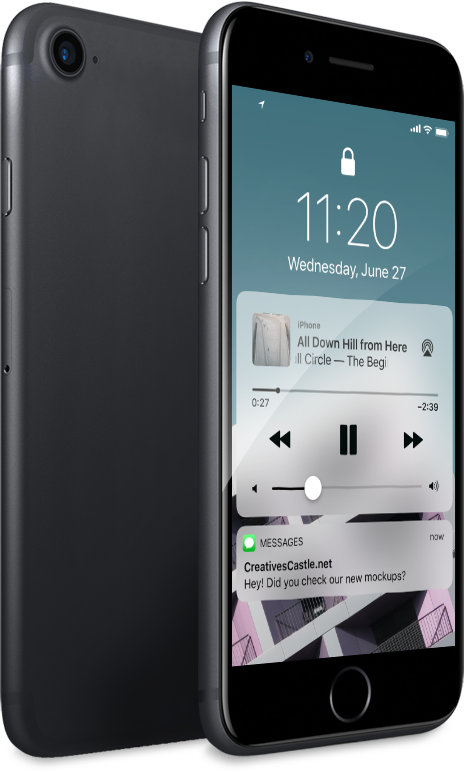 11:20
Wednesday, June 27
iPhone
All Down Hill from Here
ll Circle — The Begi
0:27 -2:39
MESSAGES now
CreativesCastle.net
Hey! Did you check our new mockups?